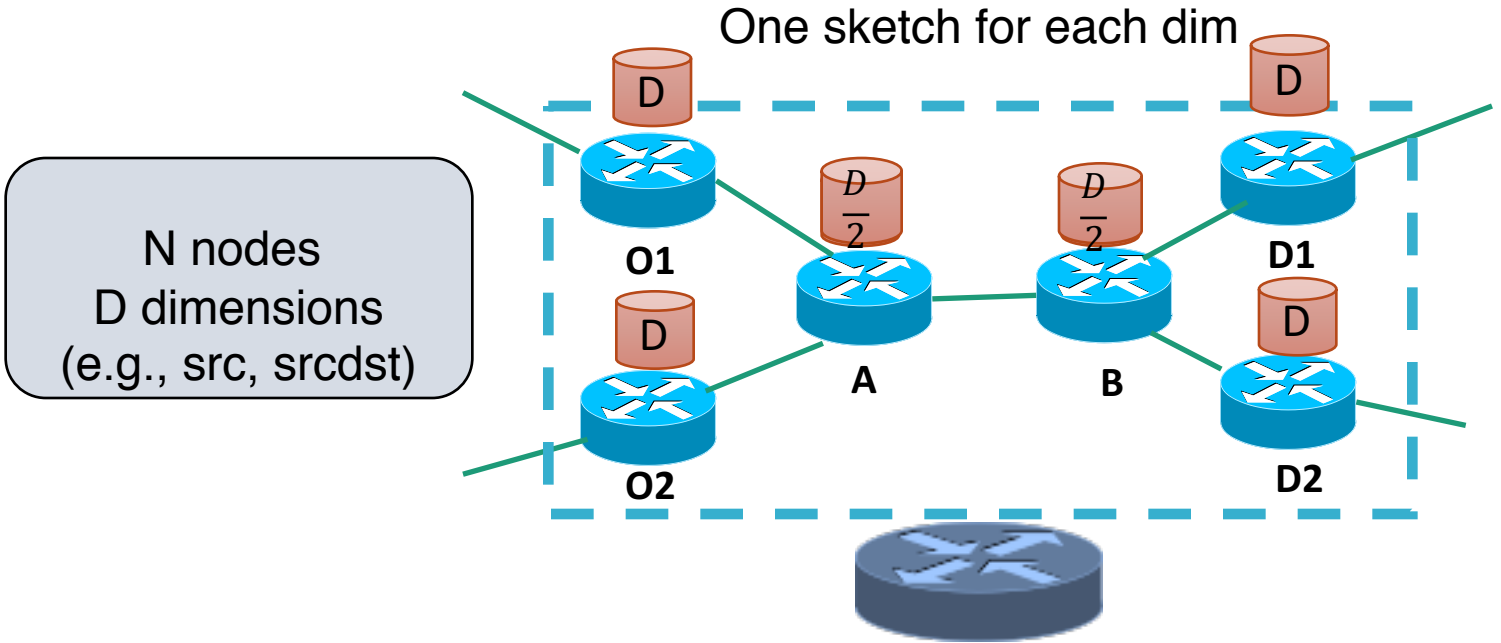 One sketch for each dim
D
D
D
2
D
2
N nodes
D dimensions
(e.g., src, srcdst)
O1
D1
D
D
A
B
O2
D2